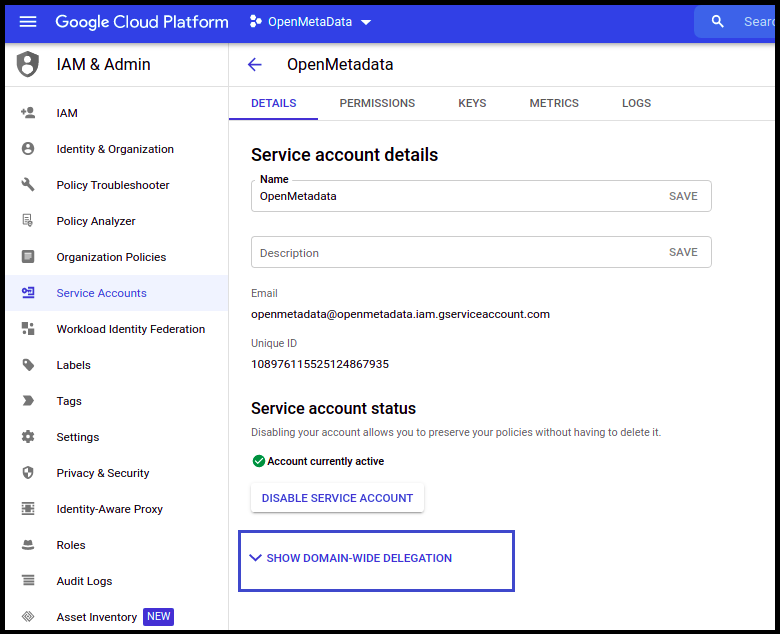 Google Cloud Platform
OpenMetaData
Sear
IAM & Admin
OpenMetadata
IAM
Identity & Organization
Policy Troubleshooter
Policy Analyzer
Organization Policies
Service Accounts
Workload Identity Federation
Labels
Tags
Settings
Privacy & Security
Identity-Aware Proxy
Roles
Audit Logs
Asset Inventory NEW
DETAILS PERMISSIONS KEYS METRICS LOGS
Service account details
Name
OpenMetadata SAVE
Description SAVE
Email
openmetadata@openmetadata.iam.gserviceaccount.com
Unique ID
108976115525124867935
Service account status
Disabling your account allows you to preserve your policies without having to delete it.
Account currently active
DISABLE SERVICE ACCOUNT
SHOW DOMAIN-WIDE DELEGATION